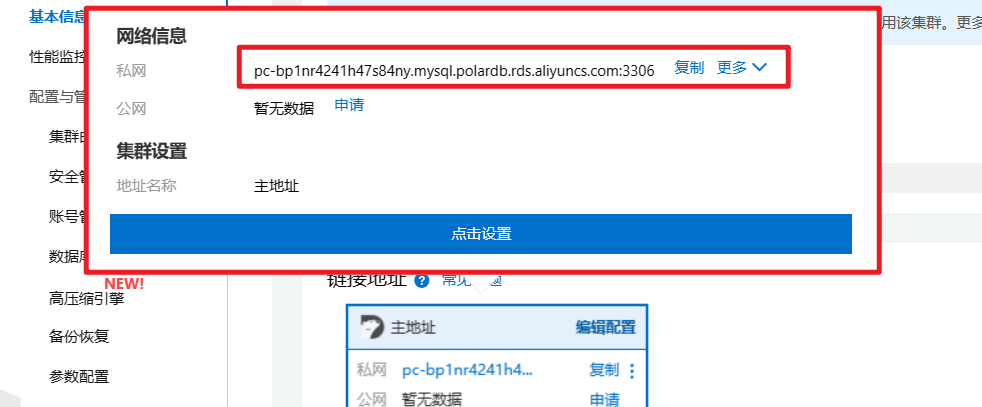 基本信息
用该集群。更多
网络信息
性能监控
私网 pc-bp1nr4241h47s84ny.mysql.polardb.rds.aliyuncs.com:3306 复制 更多
配置与管
公网 暂无数据 申请
集群
集群设置
安全管
地址名称 主地址
账号管
点击设置
数据库
NEW!
链接地址 ? 常见
高压缩引擎
主地址 编辑配置
备份恢复
私网 pc-bp1nr4241h4... 复制
参数配置
公网 暂无数据 申请